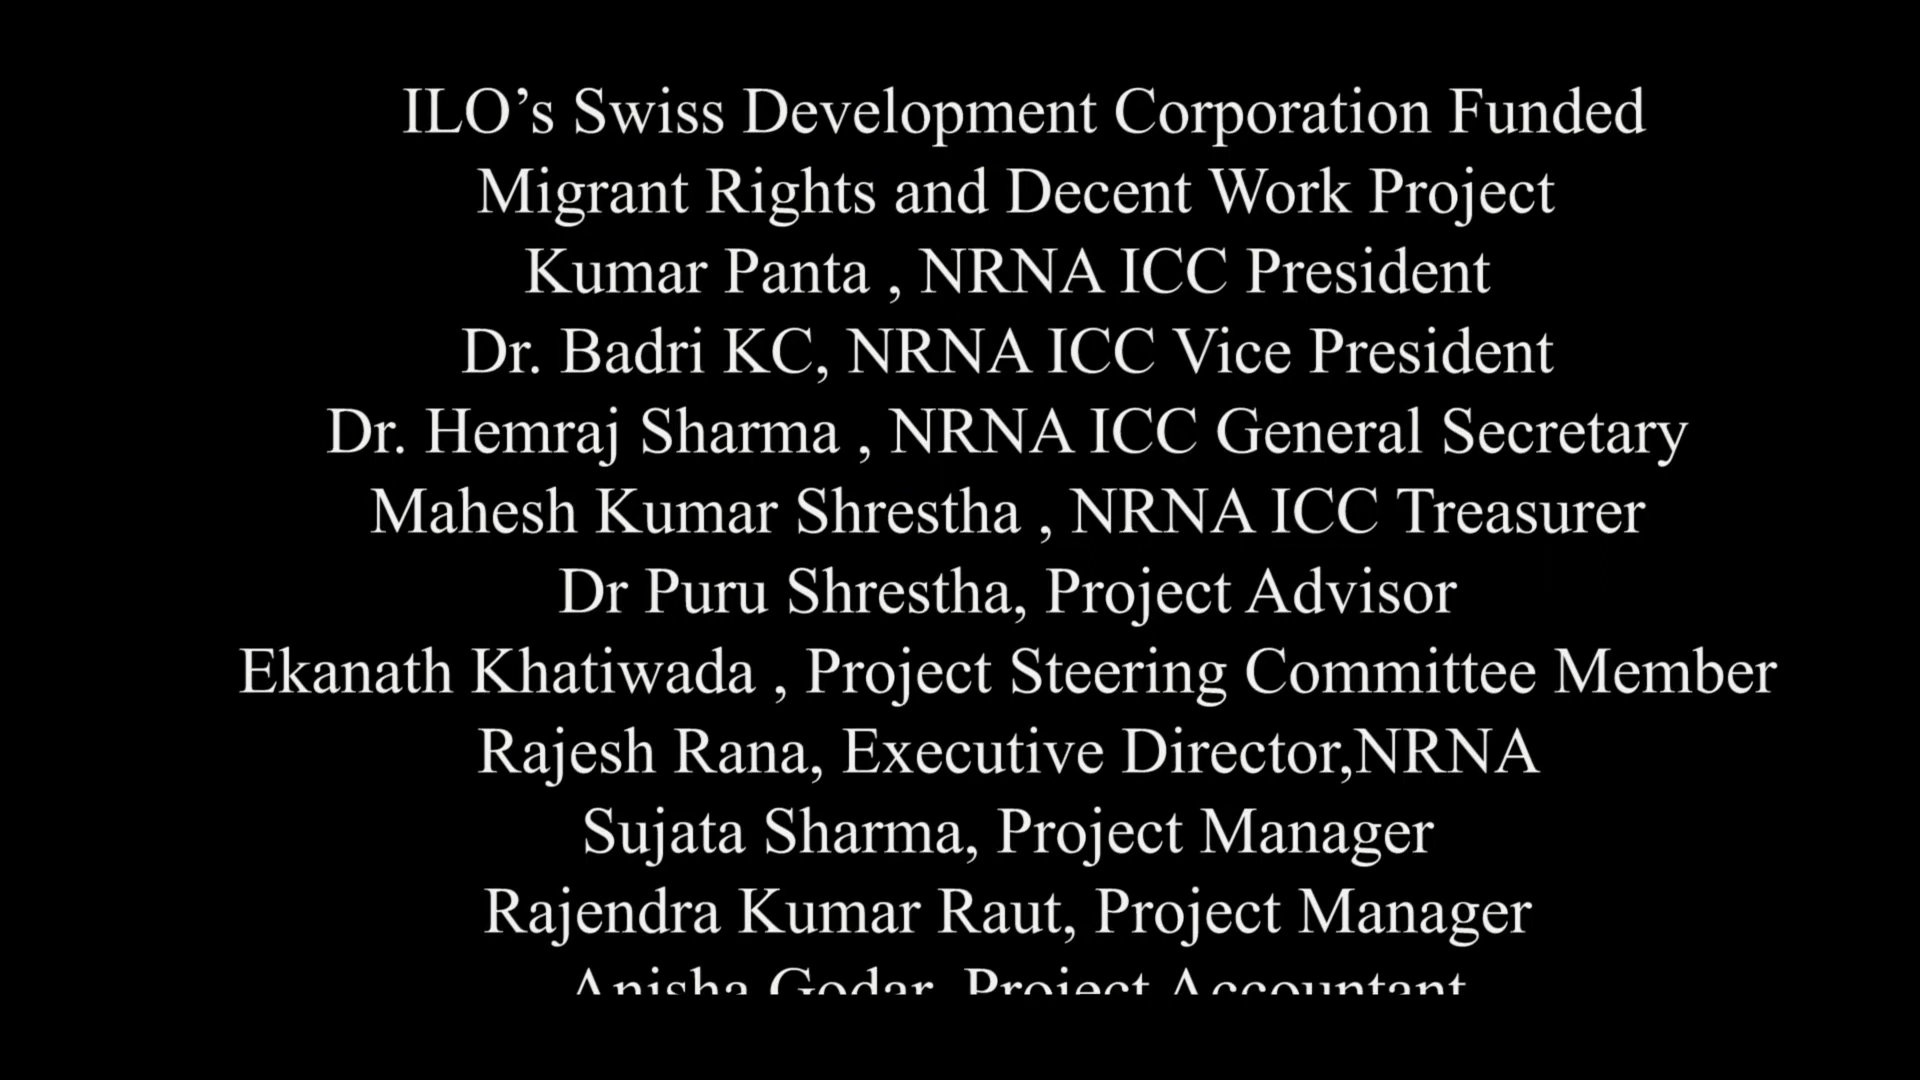 ILO’s Swiss Development Corporation Funded
Migrant Rights and Decent Work Project
Kumar Panta , NRNA ICC President
Dr. Badri KC, NRNA ICC Vice President
Dr. Hemraj Sharma , NRNA ICC General Secretary
Mahesh Kumar Shrestha , NRNA ICC Treasurer
Dr Puru Shrestha, Project Advisor
Ekanath Khatiwada , Project Steering Committee Member
Rajesh Rana, Executive Director,NRNA
Sujata Sharma, Project Manager
Rajendra Kumar Raut, Project Manager
Anisha Godar, Project Accountant